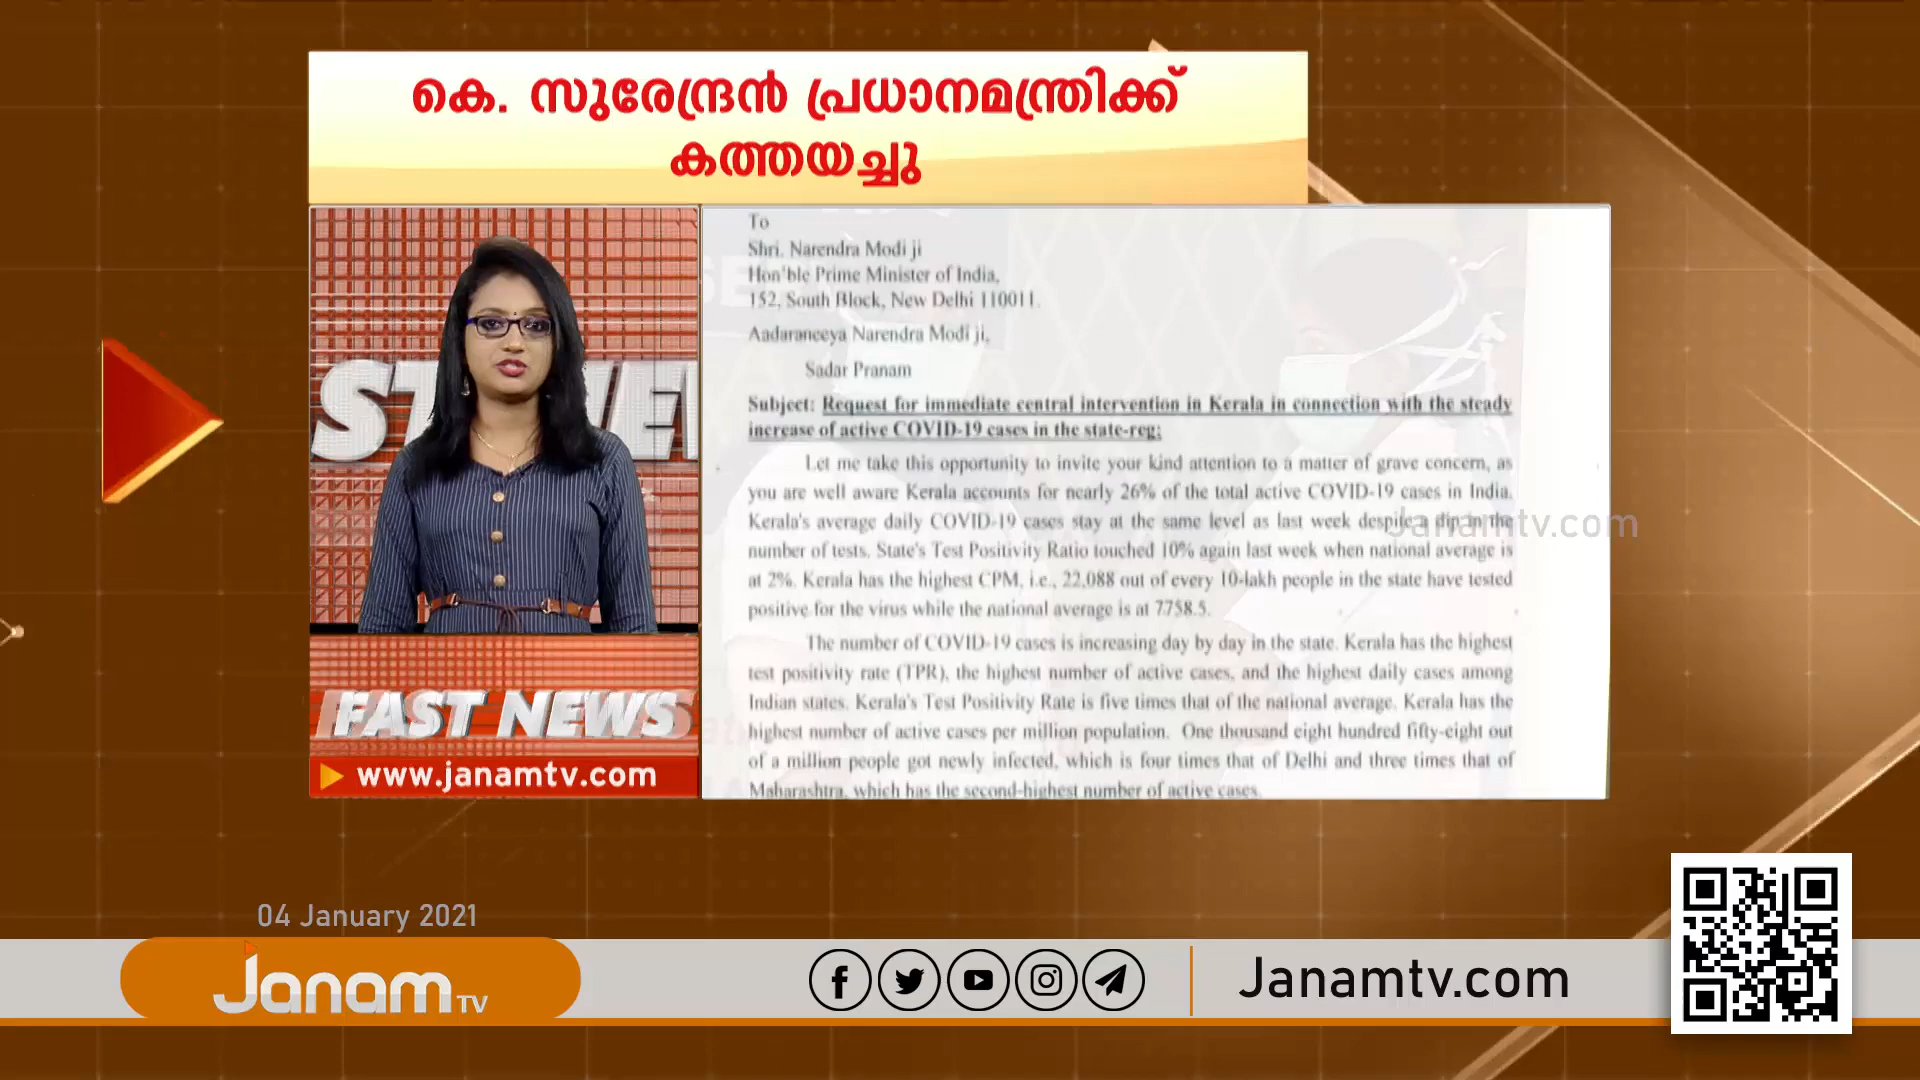 കെ. സുരേന്ദ്രൻ പ്രധാനമന്ത്രിക്ക്
കത്തയച്ചു
To
Shri. Narendra Modi ji
Hon'ble Prime Minister of India,
152, South Block, New Delhi 110011.
Aadaraneeya Narendra Modi ji,
Sadar Pranam
Subject: Request for immediate central intervention in Kerala in connection with the steady
increase of active COVID-19 cases in the state-reg:
Let me take this opportunity to invite your kind attention to a matter of grave concern, as
you are well aware Kerala accounts for nearly 26% of the total active COVID-19 cases in India.
Kerala's average daily COVID-19 cases stay at the same level as last week despite a dip in the
number of tests. State's Test Positivity Ratio touched 10% again last week when national average is
at 2%. Kerala has the highest CPM, i.e., 22,088 out of every 10-lakh people in the state have tested
positive for the virus while the national average is at 7758.5.
The number of COVID-19 cases is increasing day by day in the state. Kerala has the highest
test positivity rate (TPR), the highest number of active cases, and the highest daily cases among
Indian states. Kerala's Test Positivity Rate is five times that of the national average. Kerala has the
highest number of active cases per million population. One thousand eight hundred fifty-eight out
of a million people got newly infected, which is four times that of Delhi and three times that of
Maharashtra, which has the second-highest number of active cases.
Janamtv.com
FAST NEWS
www.janamtv.com
04 January 2021
Janam TV
Janamtv.com